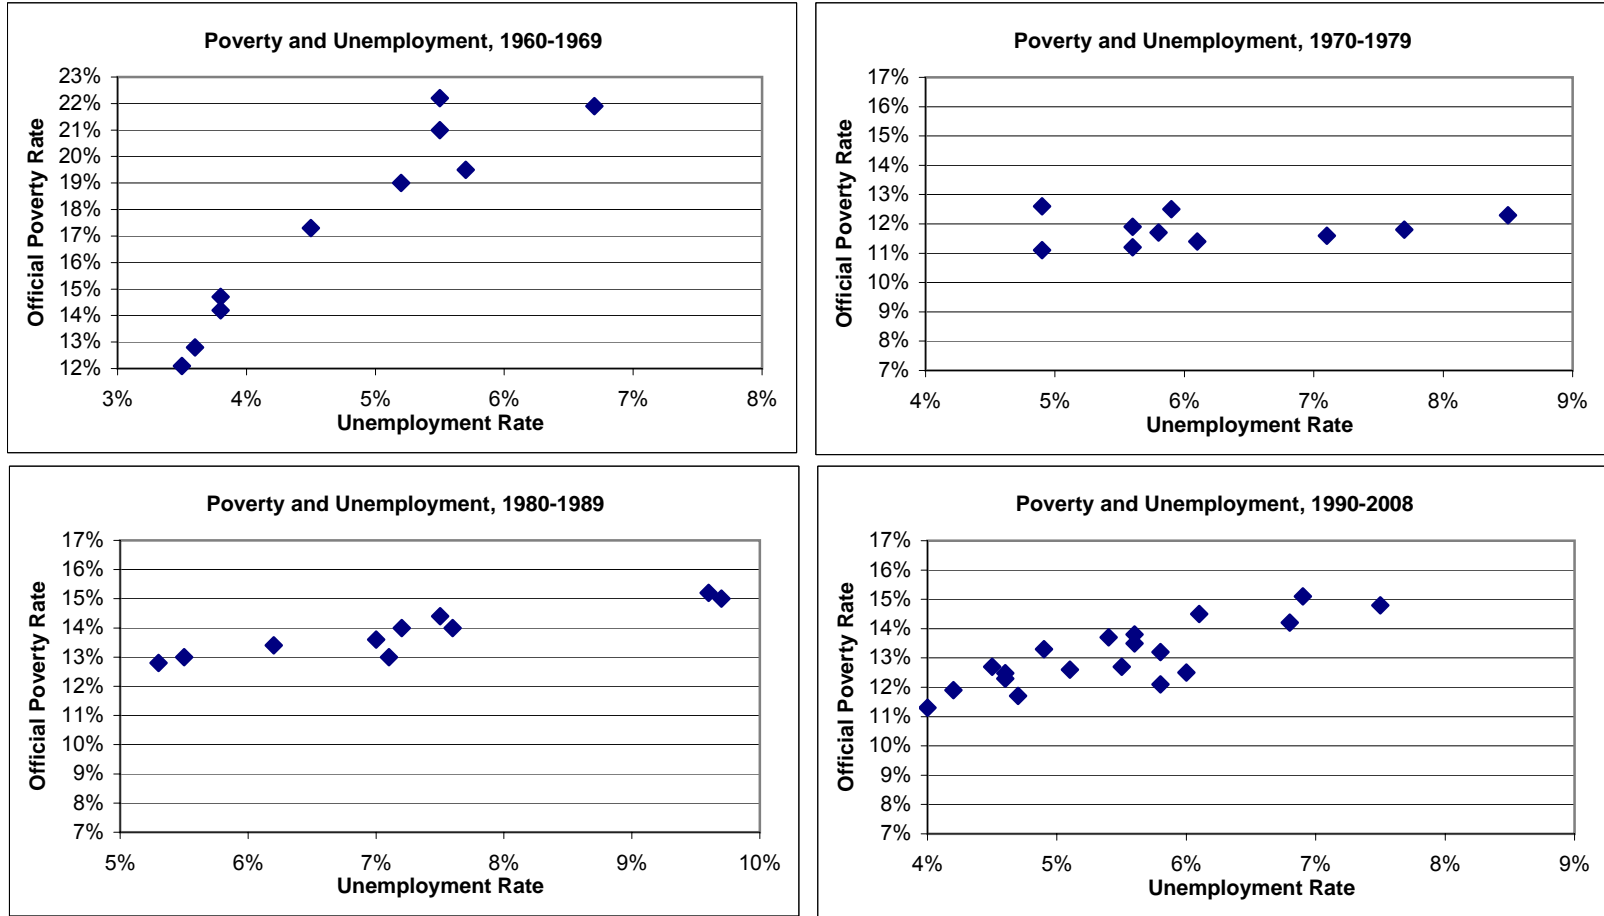 Poverty and Unemployment, 1960-1969
Official Poverty Rate
23%
22%
21%
20%
19%
18%
17%
16%
15%
14%
13%
12%
3% 4% 5% 6% 7% 8%
Unemployment Rate
Poverty and Unemployment, 1970-1979
Official Poverty Rate
17%
16%
15%
14%
13%
12%
11%
10%
9%
8%
7%
4% 5% 6% 7% 8% 9%
Unemployment Rate
Poverty and Unemployment, 1980-1989
Official Poverty Rate
17%
16%
15%
14%
13%
12%
11%
10%
9%
8%
7%
5% 6% 7% 8% 9% 10%
Unemployment Rate
Poverty and Unemployment, 1990-2008
Official Poverty Rate
17%
16%
15%
14%
13%
12%
11%
10%
9%
8%
7%
4% 5% 6% 7% 8% 9%
Unemployment Rate